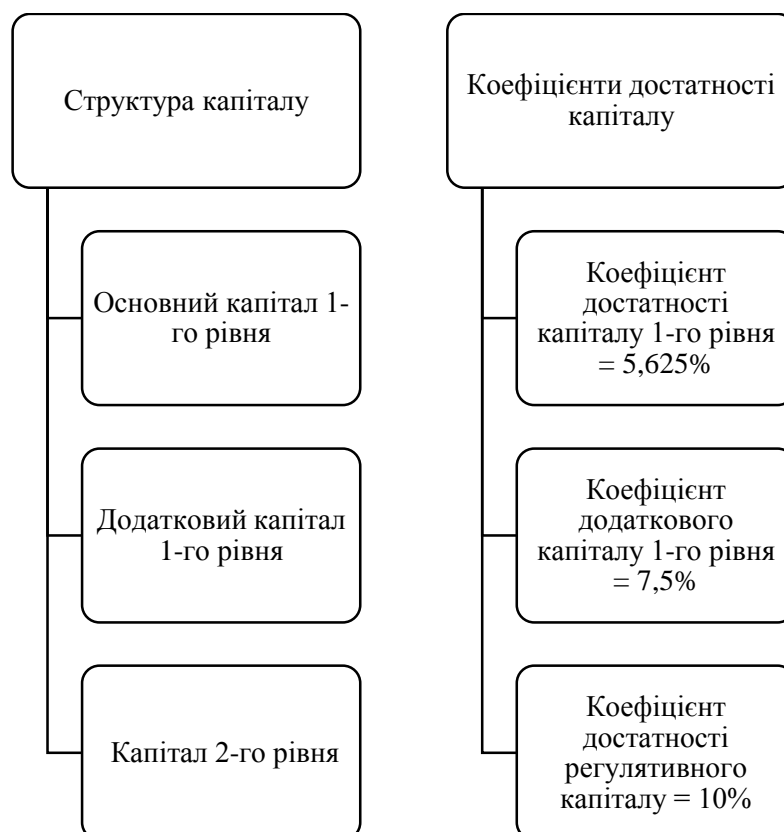 Структура капіталу
Основний капітал 1-
го рівня
Додатковий капітал
1-го рівня
Капітал 2-го рівня
Коефіцієнти достатності
капіталу
Коефіцієнт
достатності
капіталу 1-го рівня
= 5,625%
Коефіцієнт
додаткового
капіталу 1-го рівня
= 7,5%
Коефіцієнт
достатності
регулятивного
капіталу = 10%